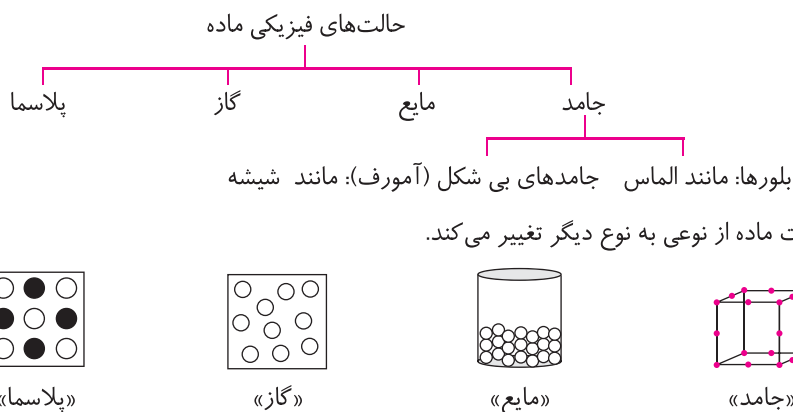 حالت‌های فیزیکی ماده
جامد مایع گاز پلاسما
بلورها: مانند الماس جامدهای بی شکل (آمورف): مانند شیشه
ماده از نوعی به نوع دیگر تغییر می‌کند.
«جامد» «مایع» «گاز» «پلاسما»